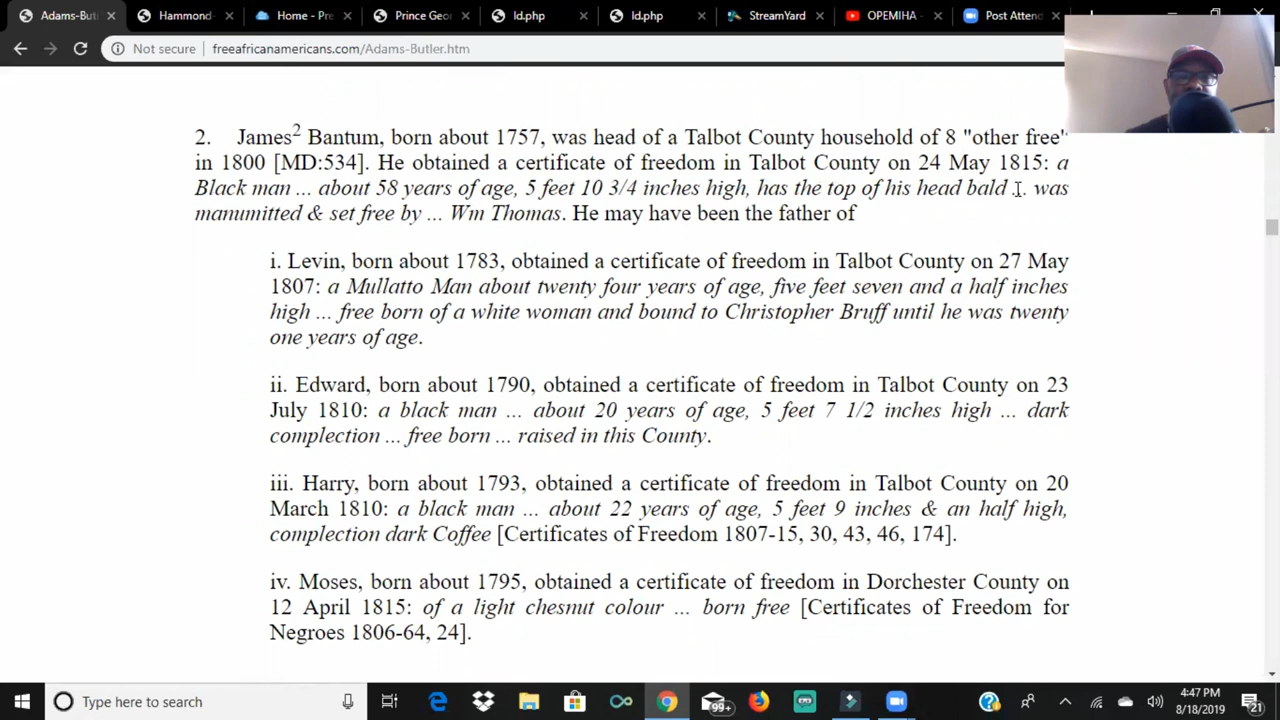 Adams-But
Hammond-
Home - Pre
Prince Geo
ld.php
ld.php
StreamYard
OPEMIHA -
Post Attend
Not secure
freeafricanamericans.com/Adams-Butler.htm
2. James2 Bantum, born about 1757, was head of a Talbot County household of 8 "other free"
in 1800 [MD:534]. He obtained a certificate of freedom in Talbot County on 24 May 1815: a
Black man ... about 58 years of age, 5 feet 10 3/4 inches high, has the top of his head bald ... was
manumitted & set free by ... Wm Thomas. He may have been the father of
i. Levin, born about 1783, obtained a certificate of freedom in Talbot County on 27 May
1807: a Mullatto Man about twenty four years of age, five feet seven and a half inches
high ... free born of a white woman and bound to Christopher Bruff until he was twenty
one years of age.
ii. Edward, born about 1790, obtained a certificate of freedom in Talbot County on 23
July 1810: a black man ... about 20 years of age, 5 feet 7 1/2 inches high ... dark
complection ... free born ... raised in this County.
iii. Harry, born about 1793, obtained a certificate of freedom in Talbot County on 20
March 1810: a black man ... about 22 years of age, 5 feet 9 inches & an half high,
complection dark Coffee [Certificates of Freedom 1807-15, 30, 43, 46, 174].
iv. Moses, born about 1795, obtained a certificate of freedom in Dorchester County on
12 April 1815: of a light chesnut colour ... born free [Certificates of Freedom for
Negroes 1806-64, 24].
Type here to search
99+
4:47 PM
8/18/2019
21